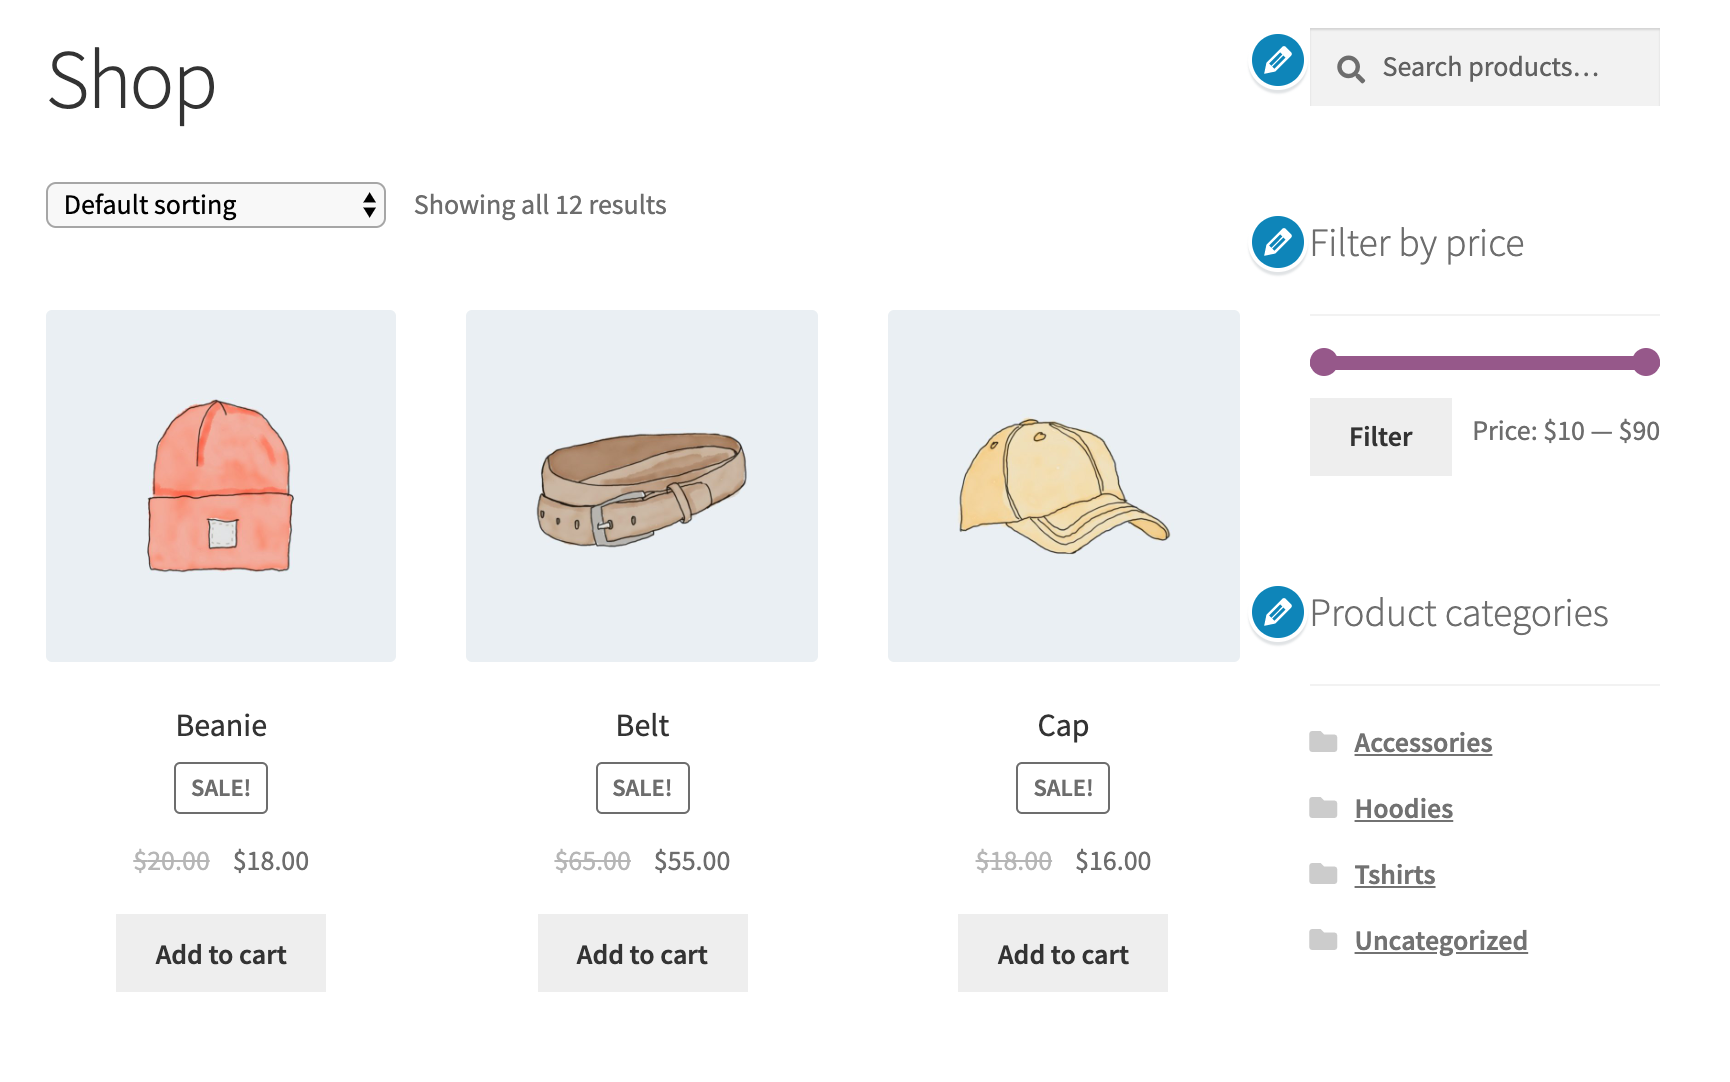 Shop
Search products…
Default sorting
Showing all 12 results
Filter by price
Filter
Price: $10 — $90
Beanie
SALE!
$20.00 $18.00
Add to cart
Belt
SALE!
$65.00 $55.00
Add to cart
Cap
SALE!
$18.00 $16.00
Add to cart
Product categories
Accessories
Hoodies
Tshirts
Uncategorized